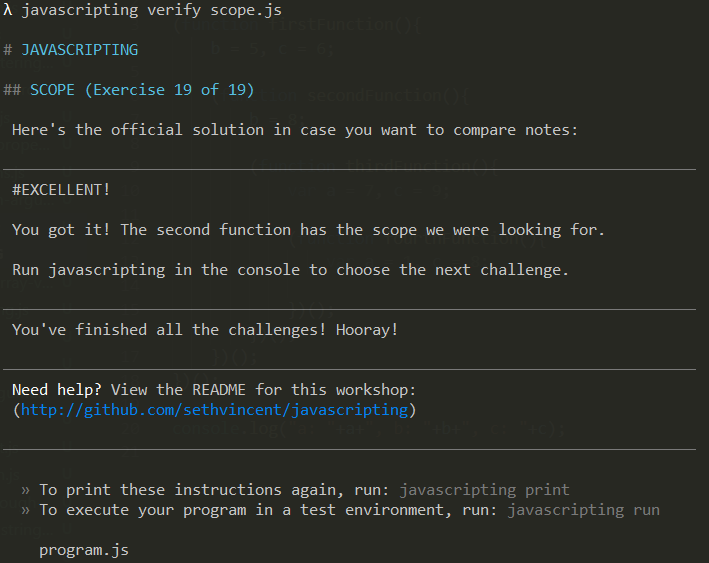 λ javascripting verify scope.js
# JAVASCRIPTING
## SCOPE (Exercise 19 of 19)
Here's the official solution in case you want to compare notes:
#EXCELLENT!
You got it! The second function has the scope we were looking for.
Run javascripting in the console to choose the next challenge.
You've finished all the challenges! Hooray!
Need help? View the README for this workshop:
(http://github.com/sethvincent/javascripting)
» To print these instructions again, run: javascripting print
» To execute your program in a test environment, run: javascripting run
program.js